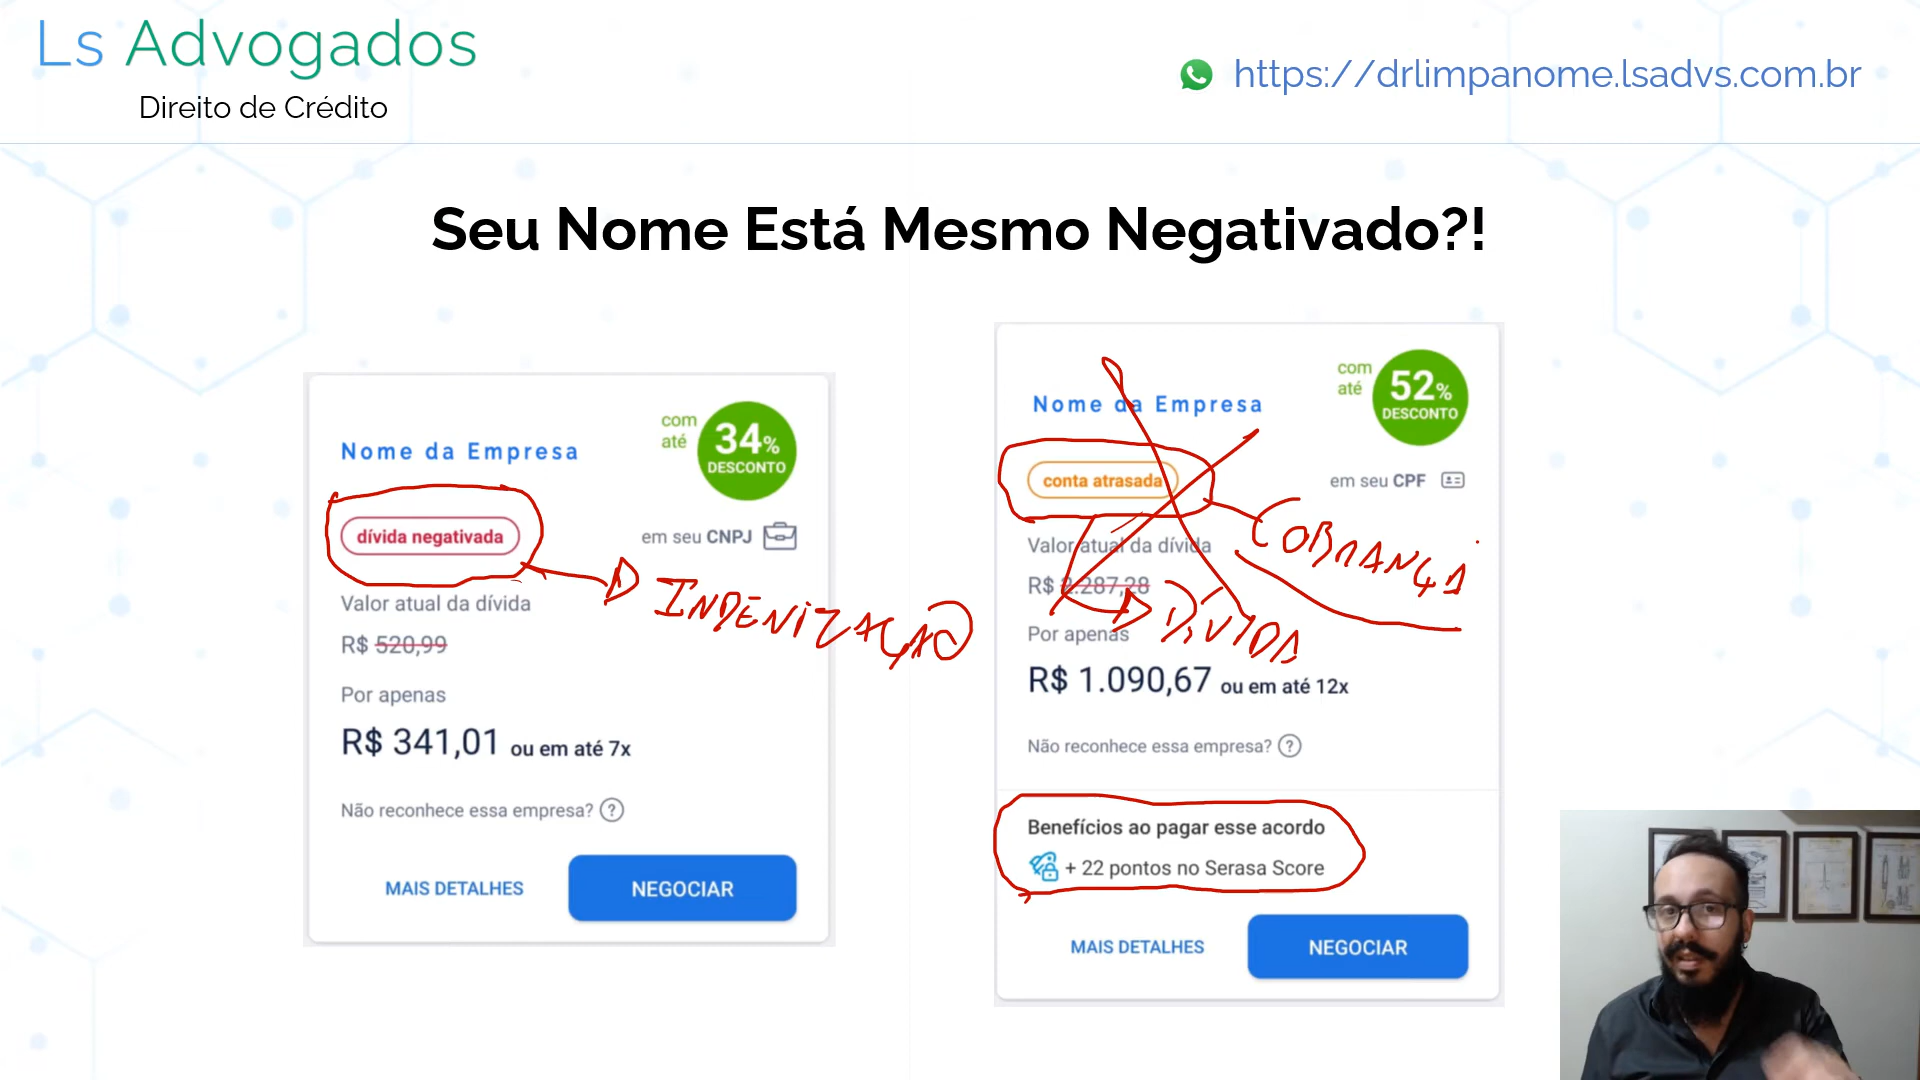 Ls Advogados
Direito de Crédito
https://drlimpanome.lsadvs.com.br
Seu Nome Está Mesmo Negativado?!
Nome da Empresa
com até 34% DESCONTO
dívida negativada
em seu CNPJ
INDENIZAÇÃO
Valor atual da dívida
R$ 520,99
Por apenas
R$ 341,01 ou em até 7x
Não reconhece essa empresa? ?
MAIS DETALHES
NEGOCIAR
Nome da Empresa
com até 52% DESCONTO
conta atrasada
em seu CPF
COBRANÇA
Valor atual da dívida
R$ 2.287,28
DÍVIDA
Por apenas
R$ 1.090,67 ou em até 12x
Não reconhece essa empresa? ?
Benefícios ao pagar esse acordo
+ 22 pontos no Serasa Score
MAIS DETALHES
NEGOCIAR